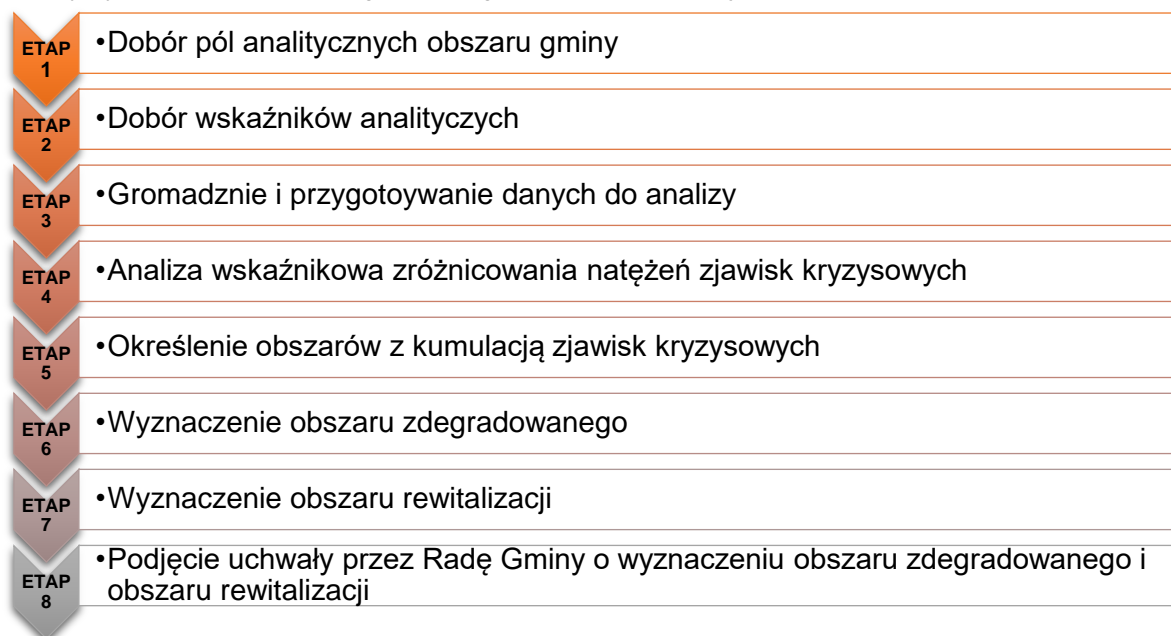 ETAP 1
•Dobór pól analitycznych obszaru gminy
ETAP 2
•Dobór wskaźników analityczych
ETAP 3
•Gromadznie i przygotoywanie danych do analizy
ETAP 4
•Analiza wskaźnikowa zróżnicowania natężeń zjawisk kryzysowych
ETAP 5
•Określenie obszarów z kumulacją zjawisk kryzysowych
ETAP 6
•Wyznaczenie obszaru zdegradowanego
ETAP 7
•Wyznaczenie obszaru rewitalizacji
ETAP 8
•Podjęcie uchwały przez Radę Gminy o wyznaczeniu obszaru zdegradowanego i
obszaru rewitalizacji